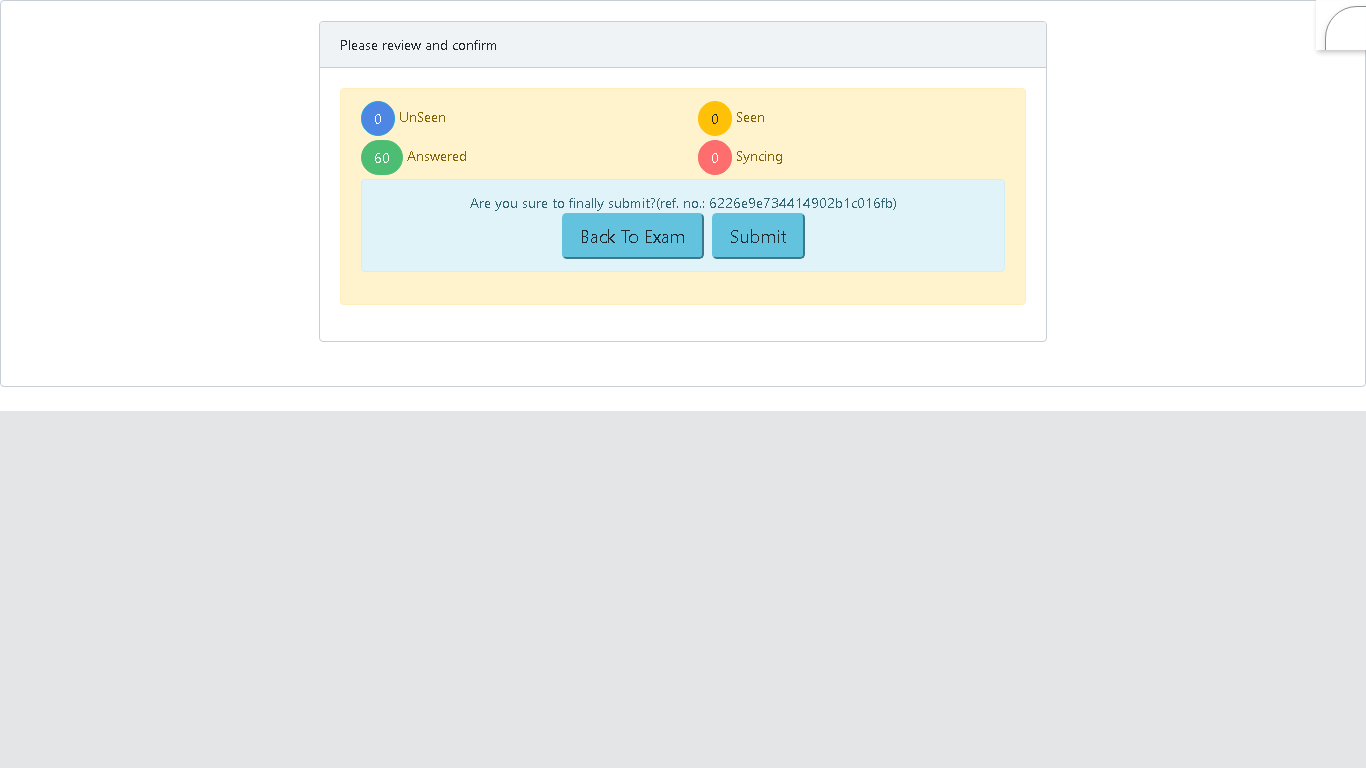 Please review and confirm
0 UnSeen
0 Seen
60 Answered
0 Syncing
Are you sure to finally submit?(ref. no.: 6226e9e734414902b1c016fb)
Back To Exam
Submit